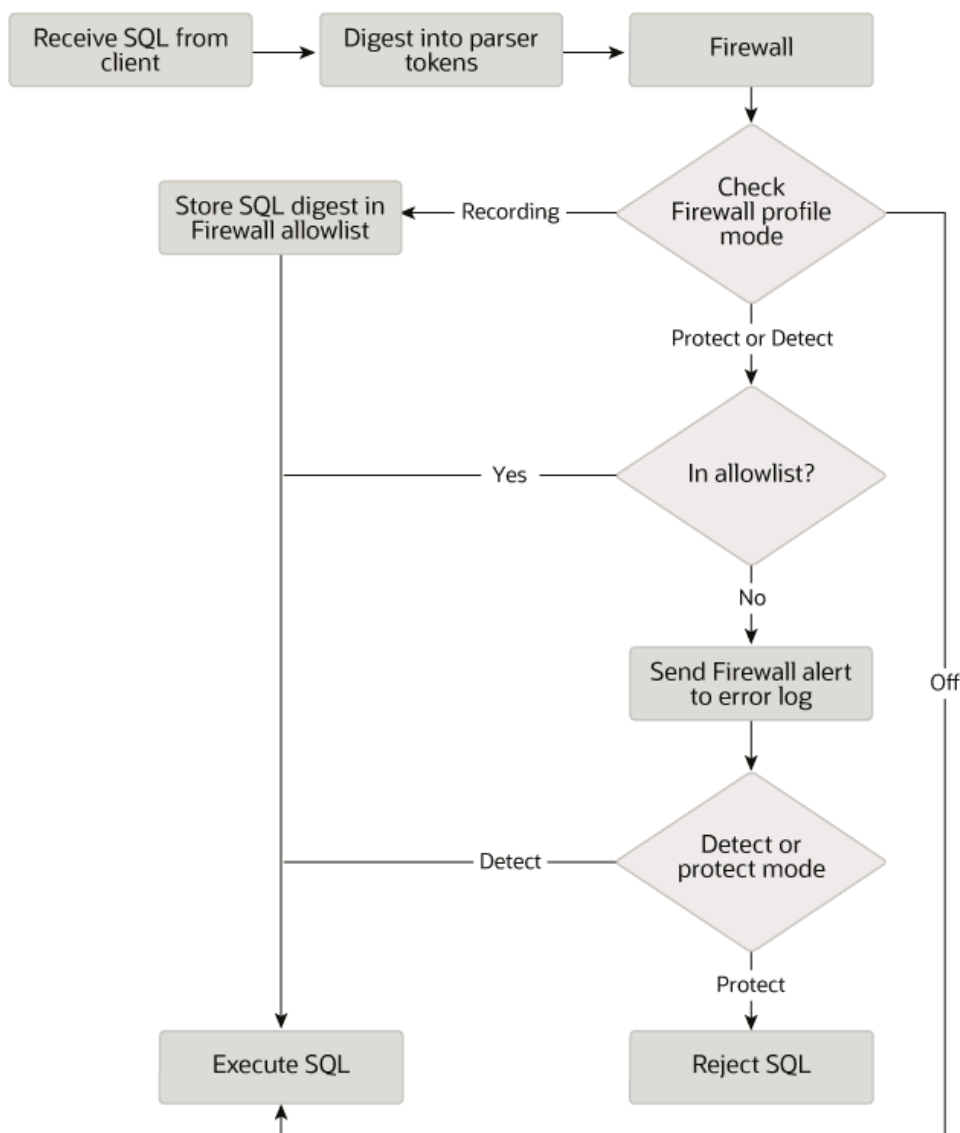 Receive SQL from
client
Digest into parser
tokens
Firewall
Check
Firewall profile
mode
Recording
Store SQL digest in
Firewall allowlist
Protect or Detect
In allowlist?
Yes
No
Send Firewall alert
to error log
Off
Detect or
protect mode
Detect
Protect
Execute SQL
Reject SQL